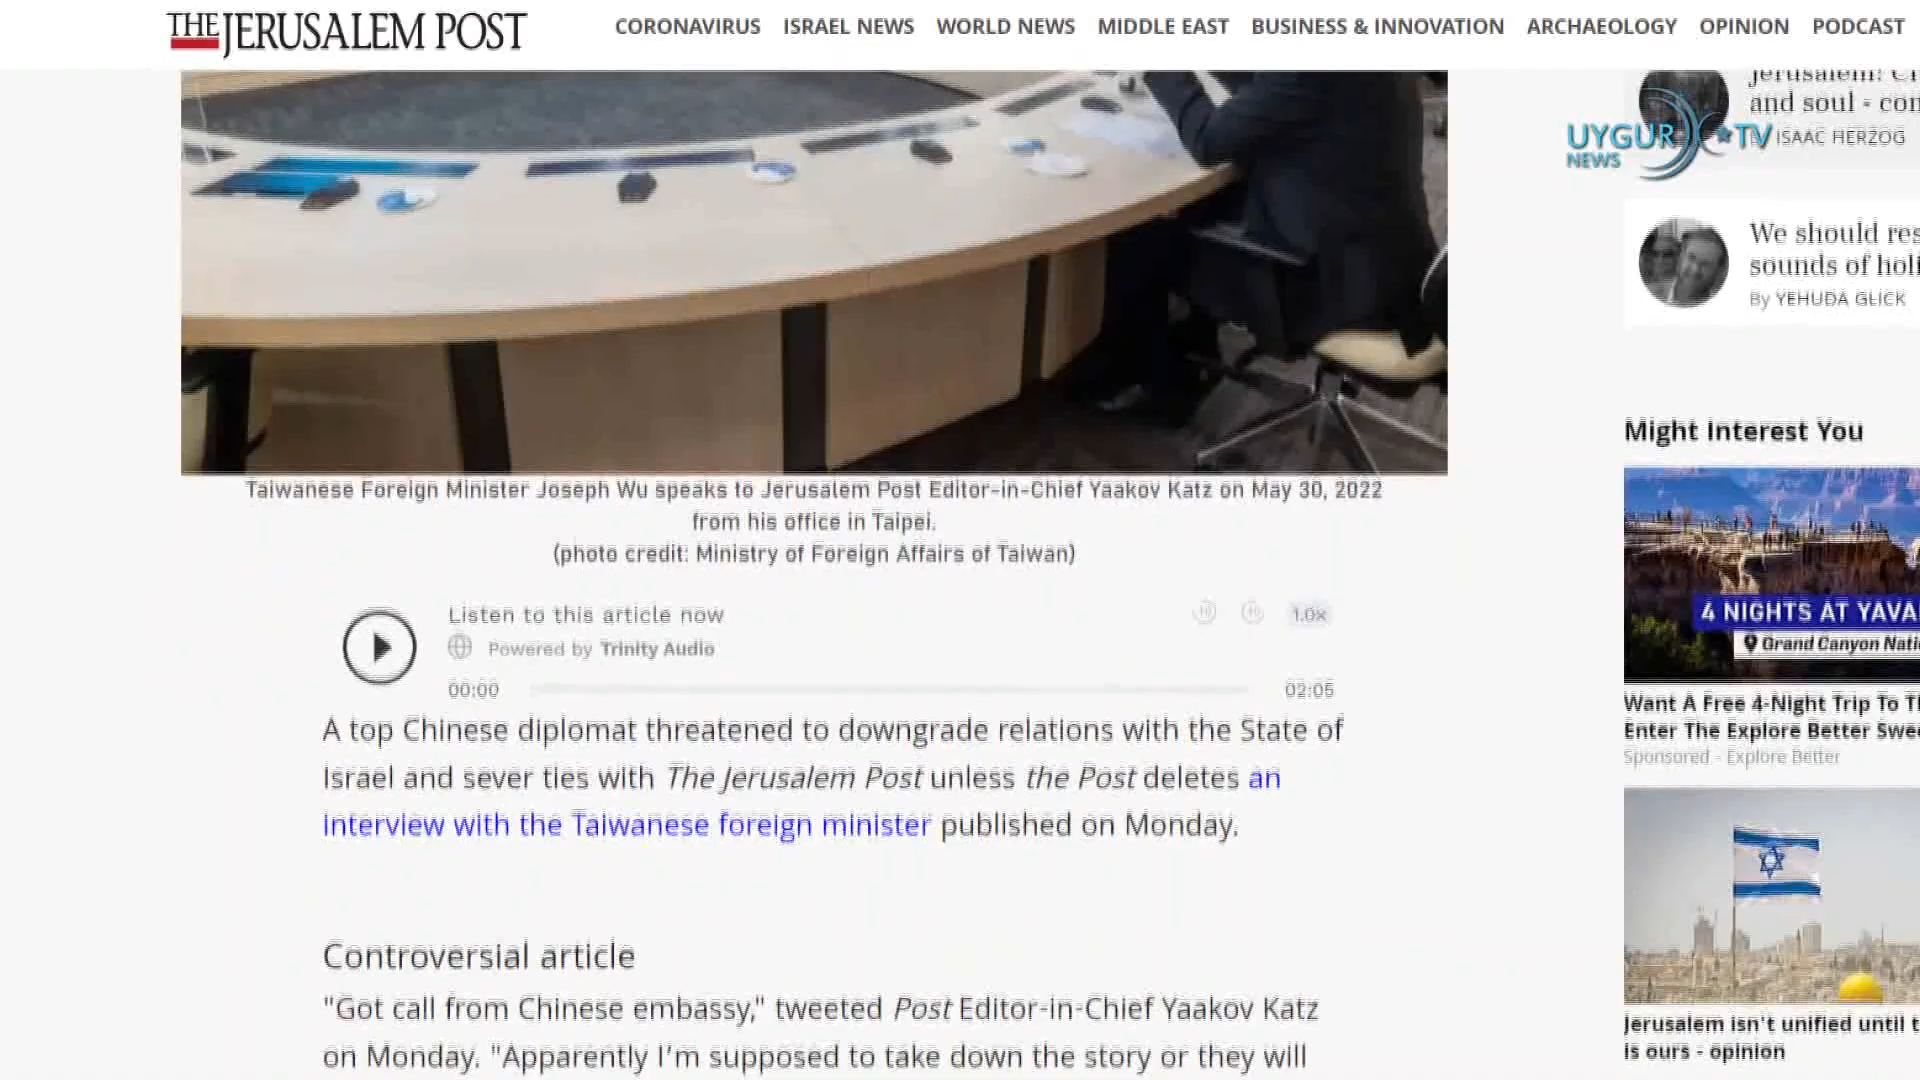 THE JERUSALEM POST
CORONAVIRUS ISRAEL NEWS WORLD NEWS MIDDLE EAST BUSINESS & INNOVATION ARCHAEOLOGY OPINION PODCAST
and soul - con
ISAAC HERZOG
UYGUR TV
NEWS
We should res
sounds of holi
By YEHUDA GLICK
Might Interest You
4 NIGHTS AT YAVA
Grand Canyon Nati
Want A Free 4-Night Trip To T
Enter The Explore Better Swee
Sponsored - Explore Better
Jerusalem isn't unified until t
is ours - opinion
Taiwanese Foreign Minister Joseph Wu speaks to Jerusalem Post Editor-in-Chief Yaakov Katz on May 30, 2022
from his office in Taipei.
(photo credit: Ministry of Foreign Affairs of Taiwan)
Listen to this article now
1.0x
Powered by Trinity Audio
00:00
02:05
A top Chinese diplomat threatened to downgrade relations with the State of
Israel and sever ties with The Jerusalem Post unless the Post deletes an
interview with the Taiwanese foreign minister published on Monday.
Controversial article
"Got call from Chinese embassy," tweeted Post Editor-in-Chief Yaakov Katz
on Monday. "Apparently I'm supposed to take down the story or they will